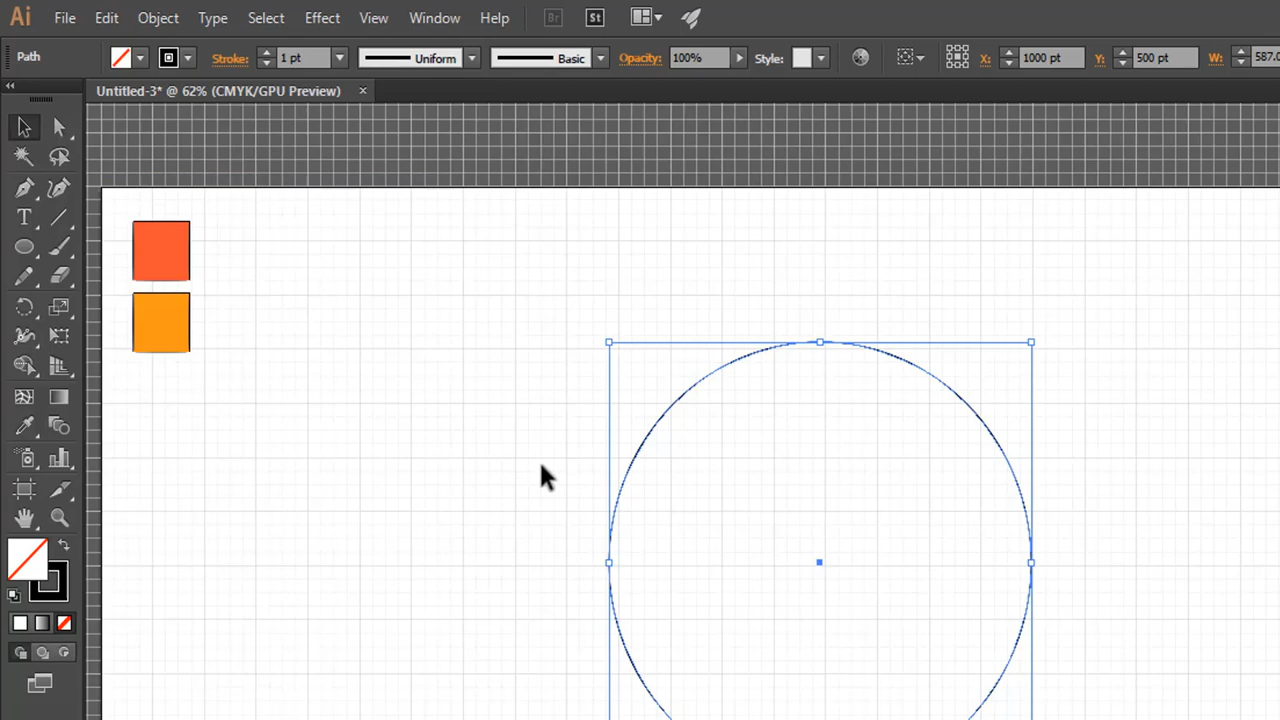 Ai File Edit Object Type Select Effect View Window Help Br St
Path Stroke: 1 pt Uniform Basic Opacity: 100% Style: X: 1000 pt Y: 500 pt W: 587.0
Untitled-3* @ 62% (CMYK/GPU Preview) ×
T